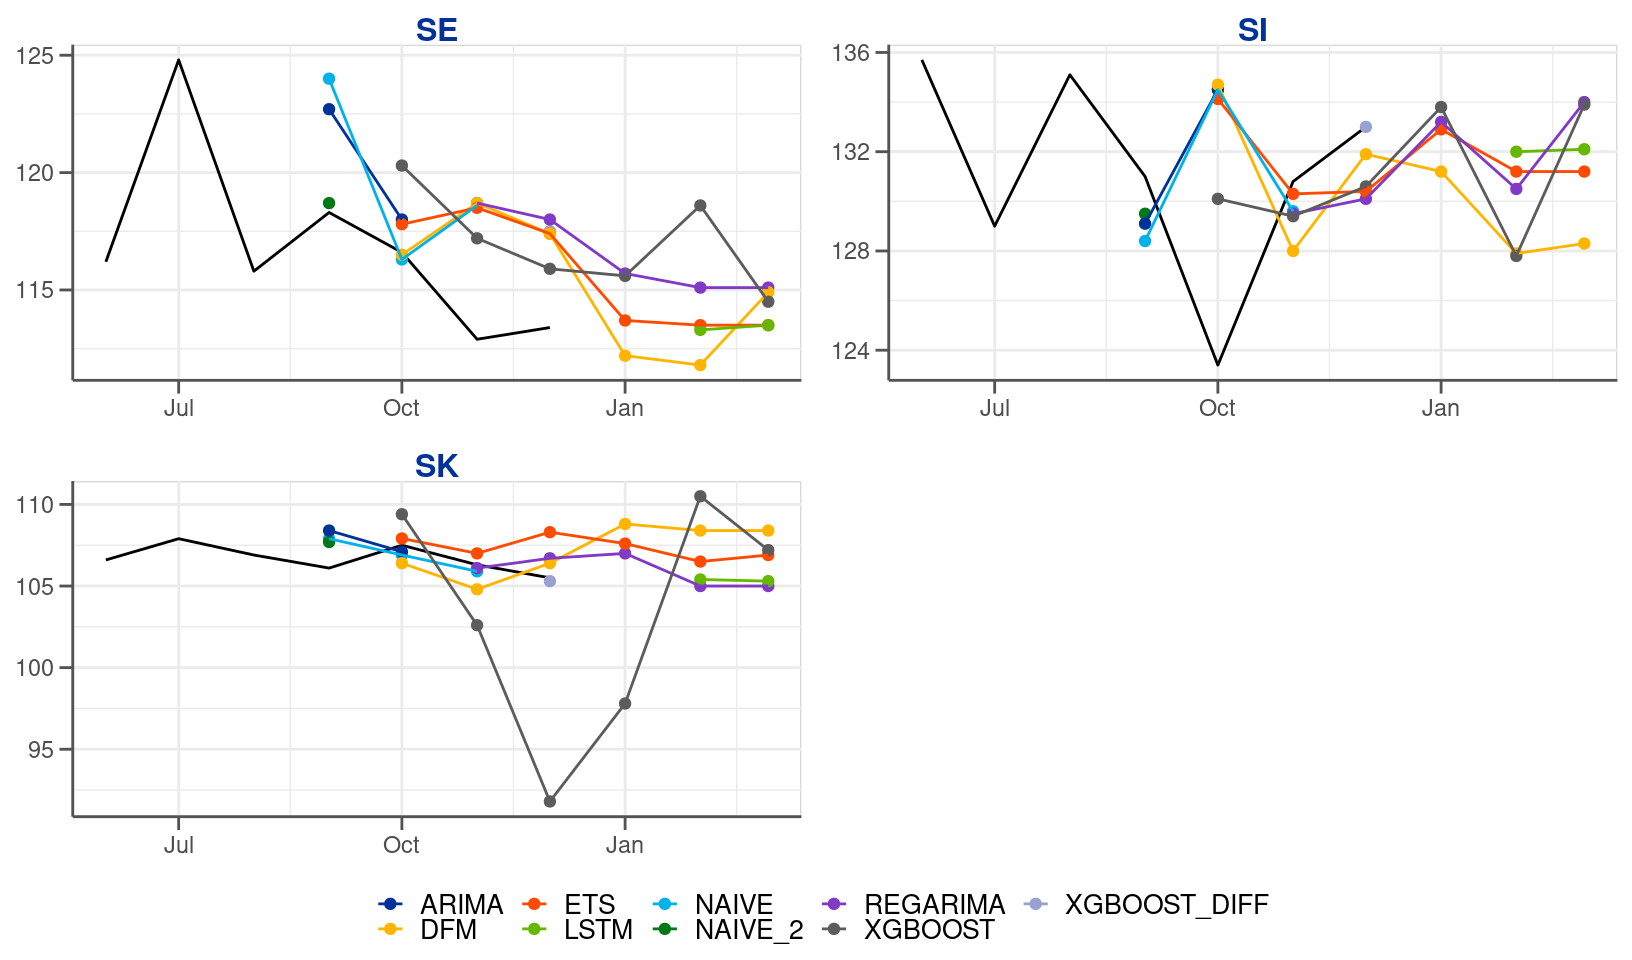 SE
SI
125
120
115
Jul Oct Jan
136
132
128
124
Jul Oct Jan
SK
110
105
100
95
Jul Oct Jan
ARIMA ETS NAIVE REGARIMA XGBOOST_DIFF
DFM LSTM NAIVE_2 XGBOOST